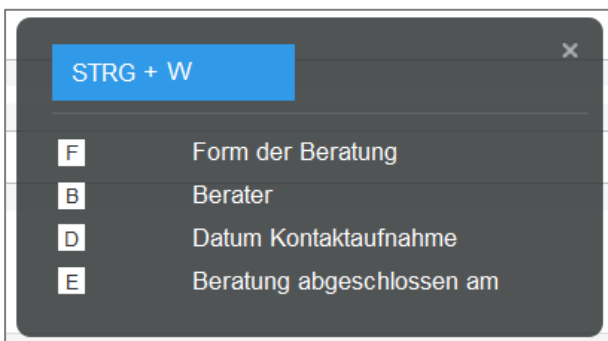 STRG + W
×
F Form der Beratung
B Berater
D Datum Kontaktaufnahme
E Beratung abgeschlossen am